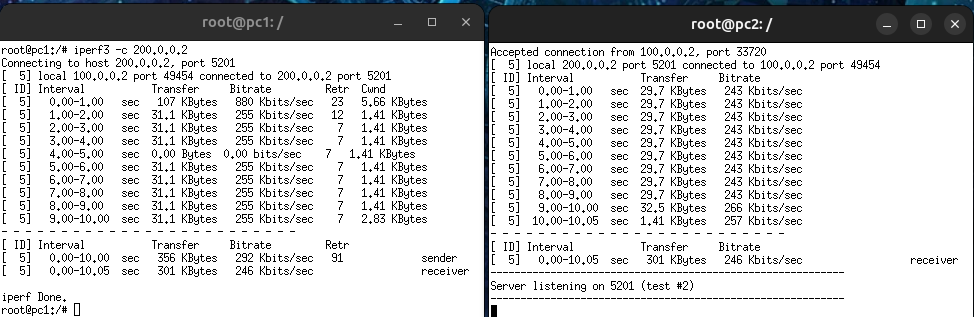 root@pc1: /
root@pc1:/# iperf3 -c 200.0.0.2
Connecting to host 200.0.0.2, port 5201
[  5] local 100.0.0.2 port 49454 connected to 200.0.0.2 port 5201
[ ID] Interval           Transfer     Bitrate         Retr  Cwnd
[  5]   0.00-1.00   sec   107 KBytes   880 Kbits/sec   23   5.66 KBytes
[  5]   1.00-2.00   sec  31.1 KBytes   255 Kbits/sec   12   1.41 KBytes
[  5]   2.00-3.00   sec  31.1 KBytes   255 Kbits/sec    7   1.41 KBytes
[  5]   3.00-4.00   sec  31.1 KBytes   255 Kbits/sec    7   1.41 KBytes
[  5]   4.00-5.00   sec  0.00 Bytes  0.00 bits/sec    7   1.41 KBytes
[  5]   5.00-6.00   sec  31.1 KBytes   255 Kbits/sec    7   1.41 KBytes
[  5]   6.00-7.00   sec  31.1 KBytes   255 Kbits/sec    7   1.41 KBytes
[  5]   7.00-8.00   sec  31.1 KBytes   255 Kbits/sec    7   1.41 KBytes
[  5]   8.00-9.00   sec  31.1 KBytes   255 Kbits/sec    7   1.41 KBytes
[  5]   9.00-10.00  sec  31.1 KBytes   255 Kbits/sec    7   2.83 KBytes
- - - - - - - - - - - - - - - - - - - - - - - - -
[ ID] Interval           Transfer     Bitrate         Retr
[  5]   0.00-10.00  sec   356 KBytes   292 Kbits/sec   91             sender
[  5]   0.00-10.05  sec   301 KBytes   246 Kbits/sec                  receiver
iperf Done.
root@pc1:/#
root@pc2: /
Accepted connection from 100.0.0.2, port 33720
[  5] local 200.0.0.2 port 5201 connected to 100.0.0.2 port 49454
[ ID] Interval           Transfer     Bitrate
[  5]   0.00-1.00   sec  29.7 KBytes   243 Kbits/sec
[  5]   1.00-2.00   sec  29.7 KBytes   243 Kbits/sec
[  5]   2.00-3.00   sec  29.7 KBytes   243 Kbits/sec
[  5]   3.00-4.00   sec  29.7 KBytes   243 Kbits/sec
[  5]   4.00-5.00   sec  29.7 KBytes   243 Kbits/sec
[  5]   5.00-6.00   sec  29.7 KBytes   243 Kbits/sec
[  5]   6.00-7.00   sec  29.7 KBytes   243 Kbits/sec
[  5]   7.00-8.00   sec  29.7 KBytes   243 Kbits/sec
[  5]   8.00-9.00   sec  29.7 KBytes   243 Kbits/sec
[  5]   9.00-10.00  sec  32.5 KBytes   266 Kbits/sec
[  5]  10.00-10.05  sec  1.41 KBytes   257 Kbits/sec
- - - - - - - - - - - - - - - - - - - - - - - - -
[ ID] Interval           Transfer     Bitrate
[  5]   0.00-10.05  sec   301 KBytes   246 Kbits/sec                  receiver
-----------------------------------------------------------
Server listening on 5201 (test #2)
-----------------------------------------------------------